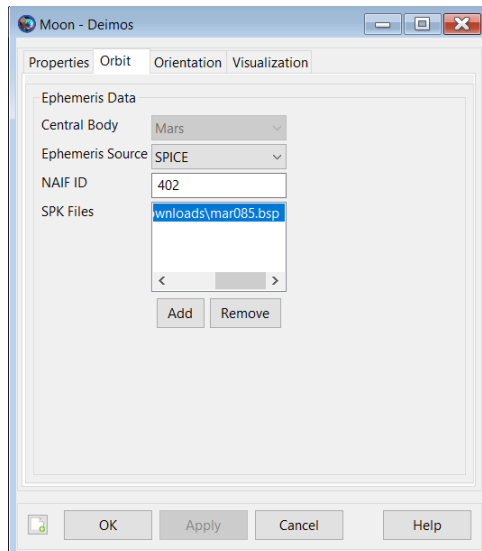 Moon - Deimos
Properties Orbit Orientation Visualization
Ephemeris Data
Central Body Mars
Ephemeris Source SPICE
NAIF ID 402
SPK Files wnloads\mar085.bsp
Add Remove
OK Apply Cancel Help